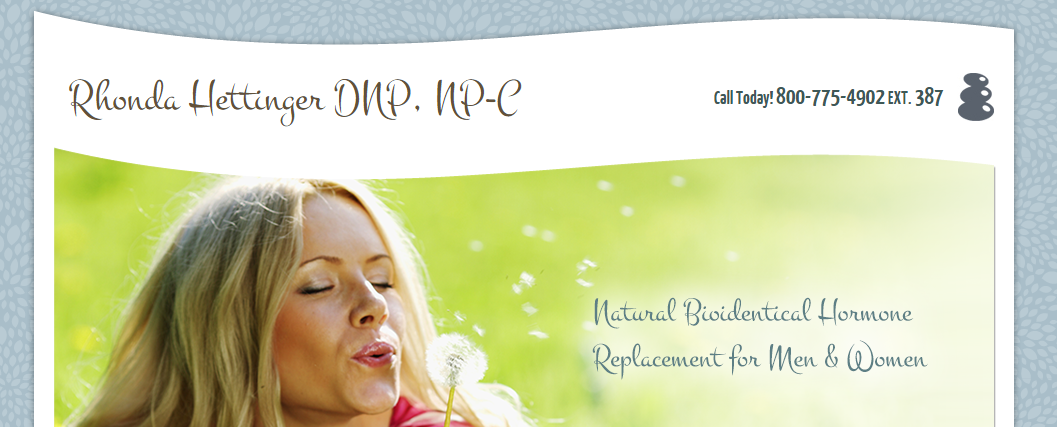 Rhonda Hettinger DNP, NP-C
Call Today! 800-775-4902 EXT. 387
Natural Bioidentical Hormone
Replacement for Men & Women